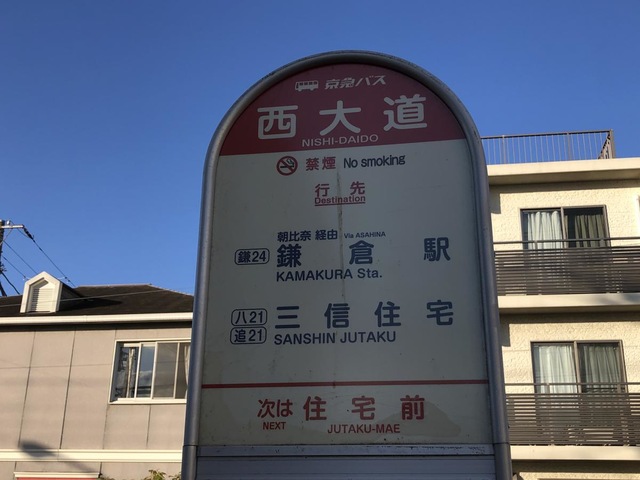 京急バス
西大道
NISHI-DAIDO
禁煙 No smoking
行先
Destination
朝比奈 経由 Via ASAHINA
鎌24 鎌倉駅
KAMAKURA Sta.
八21 三信住宅
追21 SANSHIN JUTAKU
次は 住宅前
NEXT JUTAKU-MAE